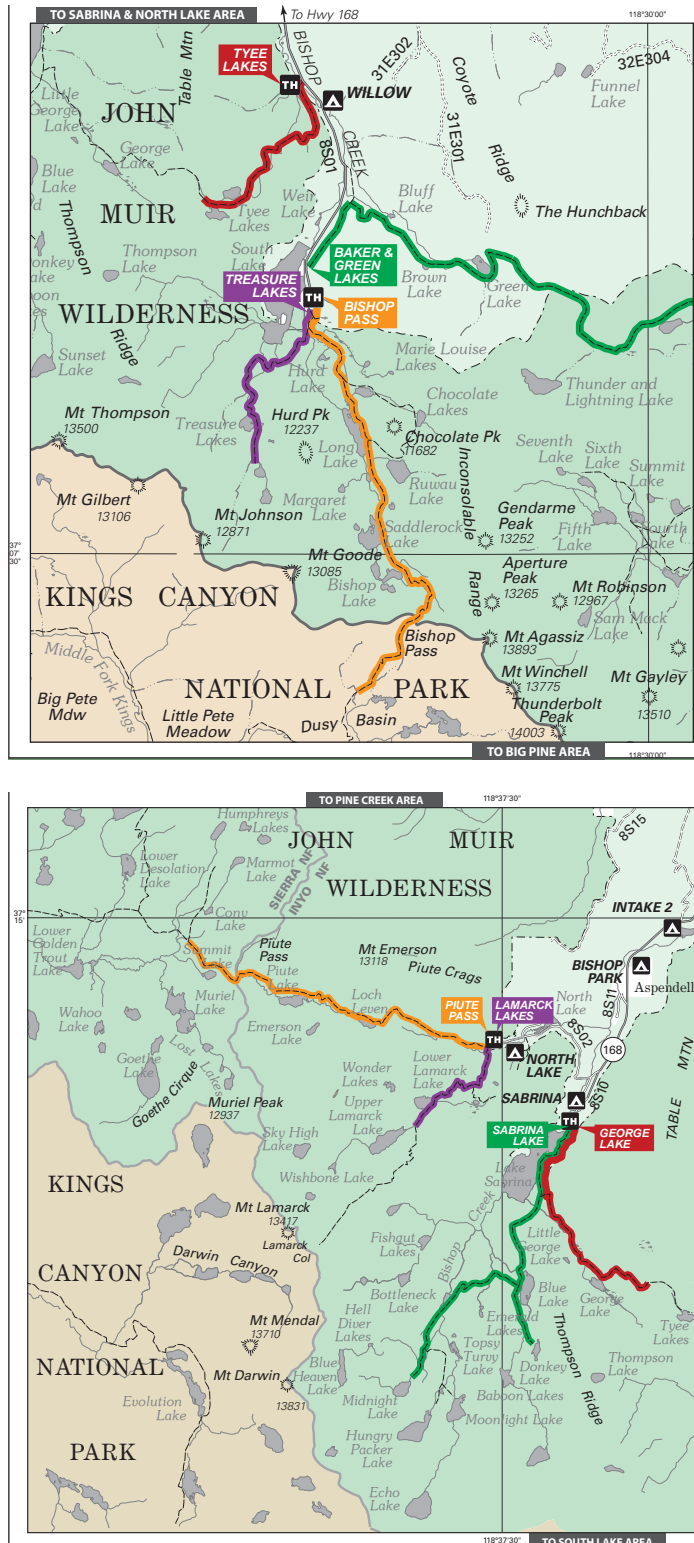 TO SABRINA & NORTH LAKE AREA
To Hwy 168
118°30'00"
TYEE
LAKES
Table Mtn
BISHOP
CREEK
TH
WILLOW
31E302
Coyote
Ridge
32E304
Funnel
Lake
Little
George
Lake
JOHN
George
Lake
8S01
31E301
Blue
Lake
MUIR
Tyee
Lakes
Weir
Lake
Bluff
Lake
The Hunchback
Thompson
Ridge
Thompson
Lake
South
Lake
BAKER &
GREEN
LAKES
Brown
Lake
Green
Lake
TREASURE
LAKES
TH
BISHOP
PASS
WILDERNESS
Sunset
Lake
Hurd
Lake
Marie Louise
Lakes
Thunder and
Lightning Lake
Mt Thompson
13500
Treasure
Lakes
Hurd Pk
12237
Chocolate
Lakes
Chocolate Pk
11682
Long
Lake
Inconsolable
Range
Seventh
Lake
Sixth
Lake
Summit
Lake
Mt Gilbert
13106
Ruwau
Lake
Margaret
Lake
Mt Johnson
12871
Saddlerock
Lake
Gendarme
Peak
13252
Fifth
Lake
Fourth
Lake
37°
07'
30"
Mt Goode
13085
Aperture
Peak
13265
Mt Robinson
12967
KINGS CANYON
Bishop
Lake
Sam Mack
Lake
Bishop
Pass
Mt Agassiz
13893
Middle Fork Kings
NATIONAL PARK
Mt Winchell
13775
Mt Gayley
13510
Big Pete
Mdw
Little Pete
Meadow
Dusy Basin
Thunderbolt
Peak
14003
TO BIG PINE AREA
118°30'00"
TO PINE CREEK AREA
118°37'30"
Humphreys
Lakes
JOHN MUIR
8S15
Lower
Desolation
Lake
Marmot
Lake
SIERRA NF
INYO NF
WILDERNESS
37°
15'
Cony
Lake
INTAKE 2
Lower
Golden
Trout
Lake
Summit
Lake
Piute
Pass
Mt Emerson
13118
Piute Crags
BISHOP
PARK
Aspendell
Piute
Lake
Muriel
Lake
Loch
Leven
PIUTE
PASS
LAMARCK
LAKES
North
Lake
8S11
Wahoo
Lakes
Emerson
Lake
TH
8S02
168
Goethe
Lake
Lost Lakes
Goethe Cirque
Wonder
Lakes
Lower
Lamarck
Lake
NORTH
LAKE
TABLE MTN
Muriel Peak
12937
Upper
Lamarck
Lake
SABRINA
8S10
Sky High
Lake
TH
SABRINA
LAKE
GEORGE
LAKE
KINGS
Wishbone Lake
Lake
Sabrina
Mt Lamarck
13417
Lamarck
Col
Bishop Creek
Little
George
Lake
Fishgut
Lakes
CANYON
Darwin Canyon
Bottleneck
Lake
Blue
Lake
George
Lake
Hell
Diver
Lakes
Emerald
Lakes
Tyee
Lakes
Mt Mendal
13710
Thompson
Ridge
Topsy
Turvy
Lake
NATIONAL
Mt Darwin
13831
Blue
Heaven
Lake
Donkey
Lake
Thompson
Lake
Evolution
Lake
Midnight
Lake
Baboon Lakes
Moonlight Lake
PARK
Hungry
Packer
Lake
Echo
Lake
118°37'30"
TO SOUTH LAKE AREA